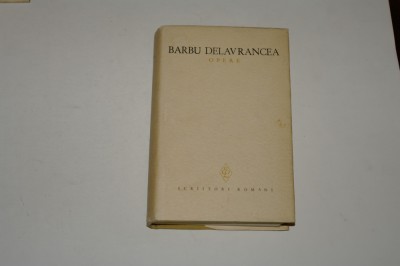 BARBU DELAVRANCEA
OPERE
SCRIITORI ROMÂNI